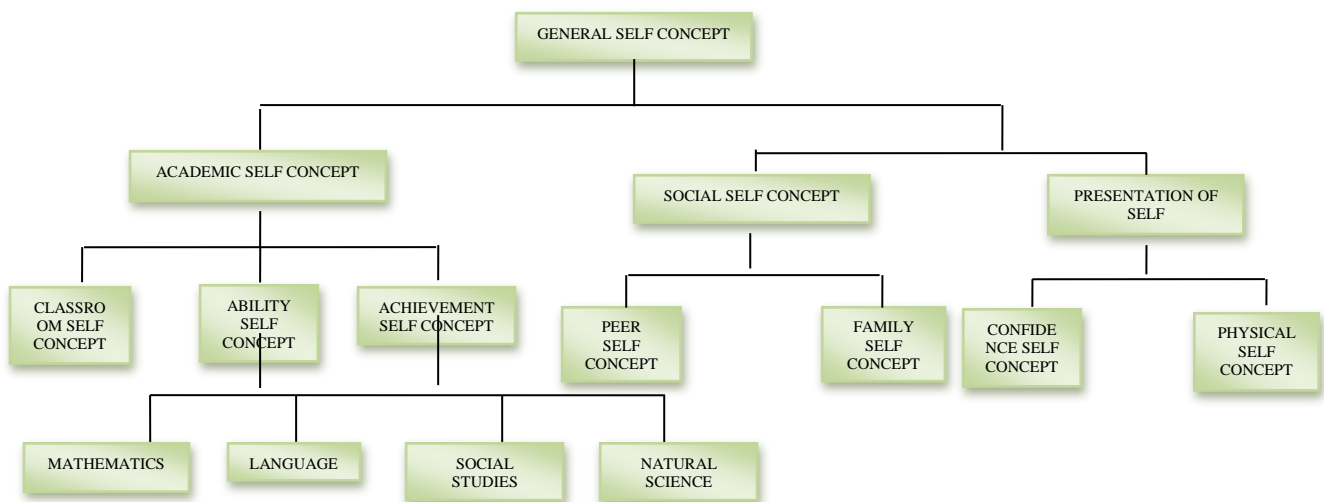 GENERAL SELF CONCEPT
ACADEMIC SELF CONCEPT
SOCIAL SELF CONCEPT
PRESENTATION OF
SELF
CLASSRO
OM SELF
CONCEPT
ABILITY
SELF
CONCEPT
ACHIEVEMENT
SELF CONCEPT
PEER
SELF
CONCEPT
FAMILY
SELF
CONCEPT
CONFIDE
NCE SELF
CONCEPT
PHYSICAL
SELF
CONCEPT
MATHEMATICS
LANGUAGE
SOCIAL
STUDIES
NATURAL
SCIENCE